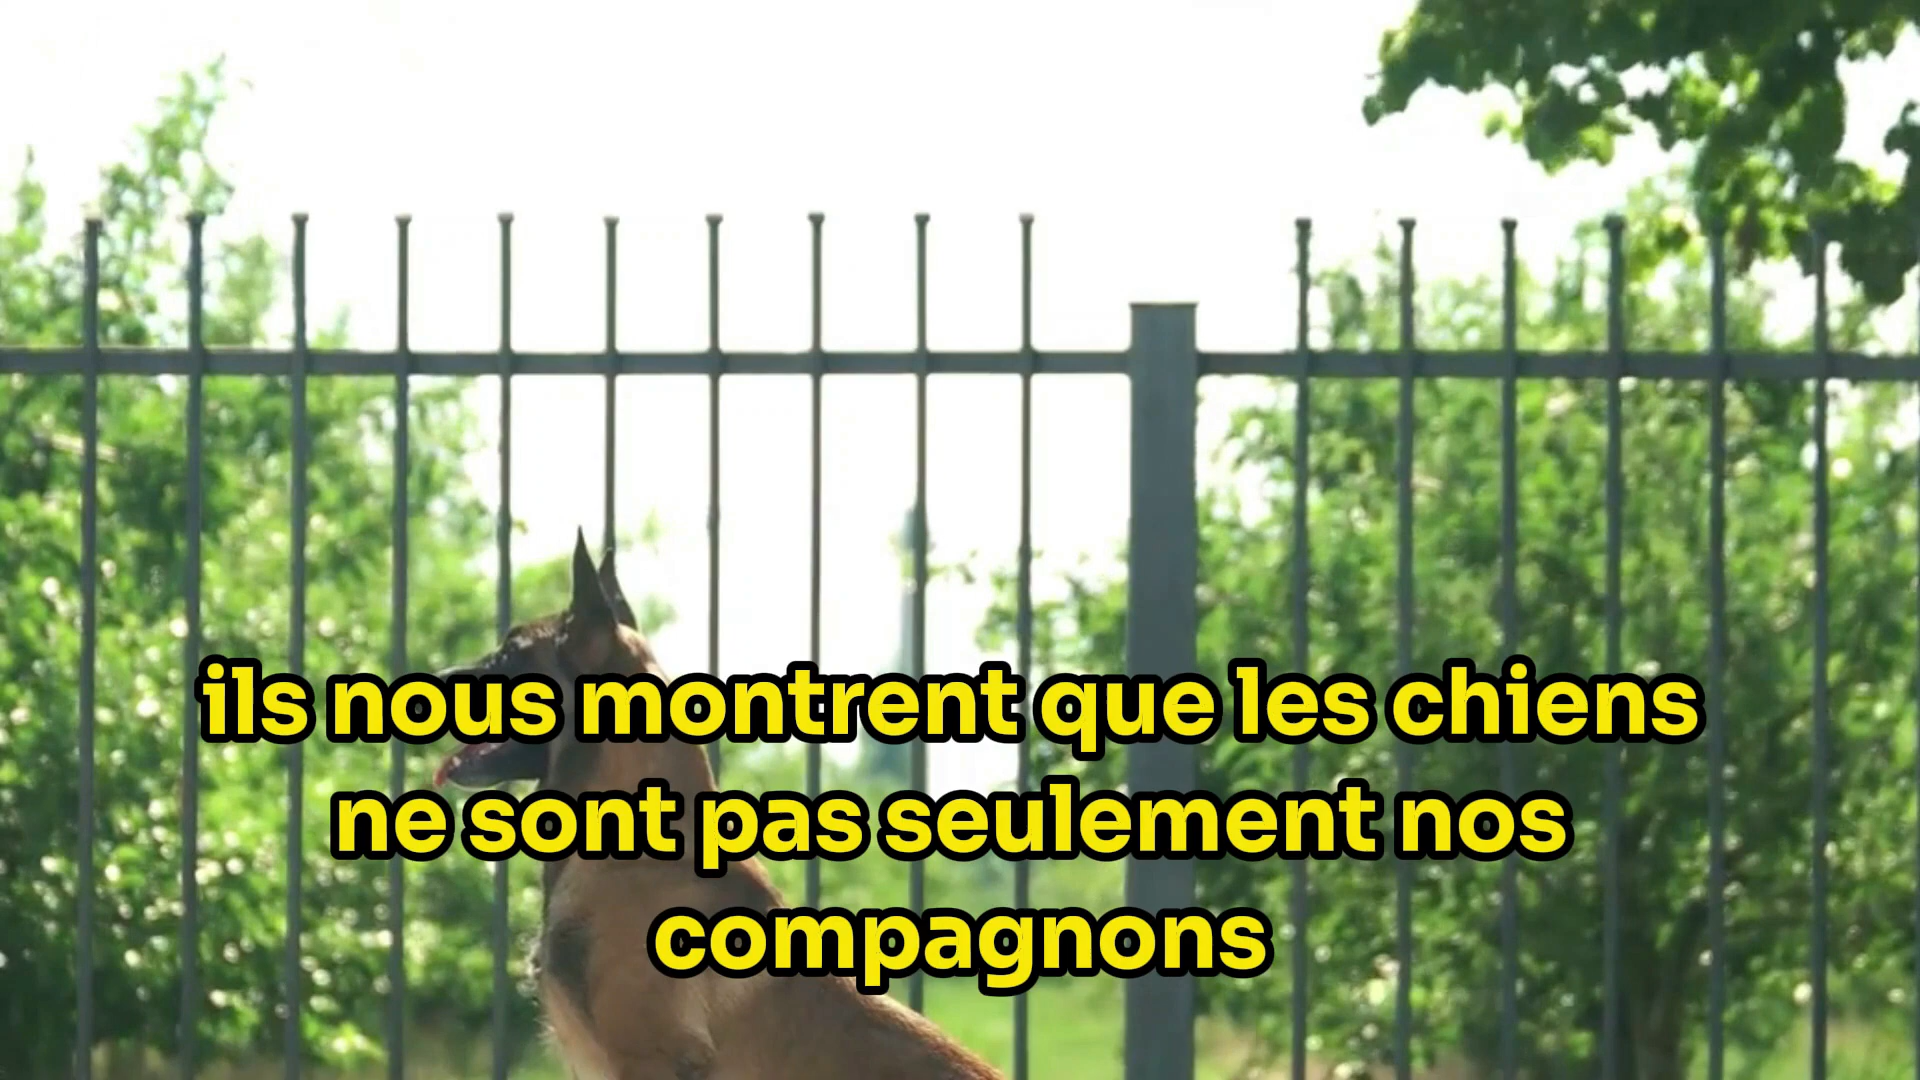 ils nous montrent que les chiens
ne sont pas seulement nos
compagnons